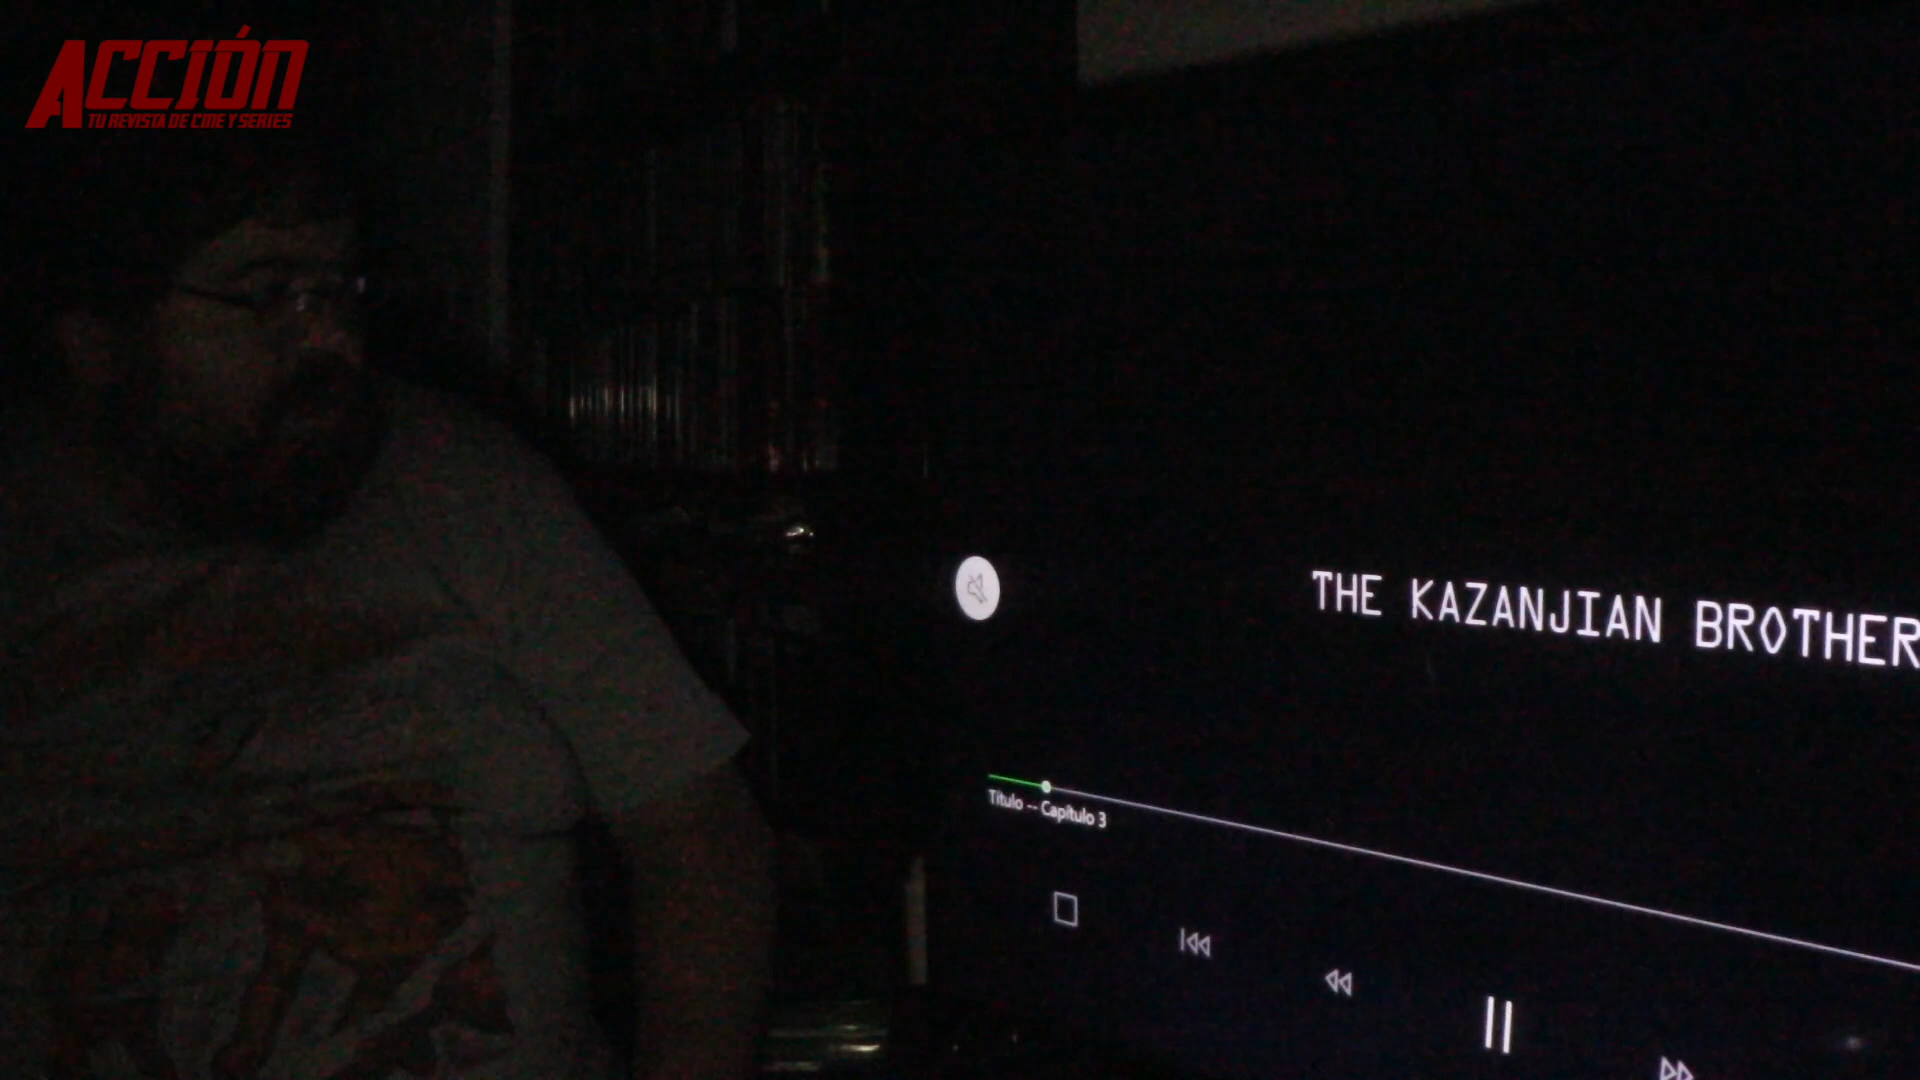 ACCIÓN
TU REVISTA DE CINE Y SERIES
THE KAZANJIAN BROTHER
Título -- Capítulo 3